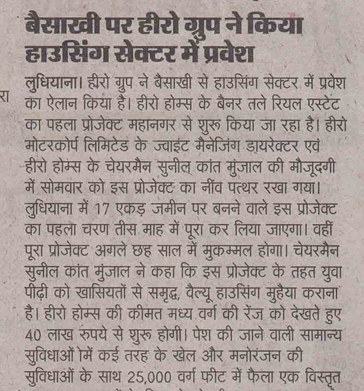 बैसाखी पर हीरो ग्रुप ने किया
हाउसिंग सेक्टर में प्रवेश
लुधियाना। हीरो ग्रुप ने बैसाखी से हाउसिंग सेक्टर में प्रवेश
रा
का ऐलान किया है। हीरो होम्स के बैनर तले रियल एस्टेट
का पहला प्रोजेक्ट महानगर से शुरू किया जा रहा है। हीरो
मोटरकोर्प लिमिटेड के ज्वाइंट मैनेजिंग डायरेक्टर एवं
हीरो होम्स के चेयरमैन सुनील कांत मुंजाल की मौजूदगी
में सोमवार को इस प्रोजेक्ट का नींव पत्थर रखा गया।
लुधियाना में 17 एकड़ जमीन पर बनने वाले इस प्रोजेक्ट
का पहला चरण तीस माह में पूरा कर लिया जाएगा। वहीं
पूरा प्रोजेक्ट अगले छह साल में मुकम्मल होगा। चेयरमैन
सुनील कांत मुंजाल ने कहा कि इस प्रोजेक्ट के तहत युवा
पीढ़ी को खासियतों से समृद्ध, वैल्यू हाउसिंग मुहैया कराना
है। हीरो होम्स की कीमत मध्य वर्ग की रेंज को देखते हुए
40 लाख रुपये से शुरू होगी। पेश की जाने वाली सामान्य
सुविधाओं में कई तरह के खेल और मनोरंजन की
सुविधाओं के साथ 25,000 वर्ग फीट में फैला एक विस्तृत